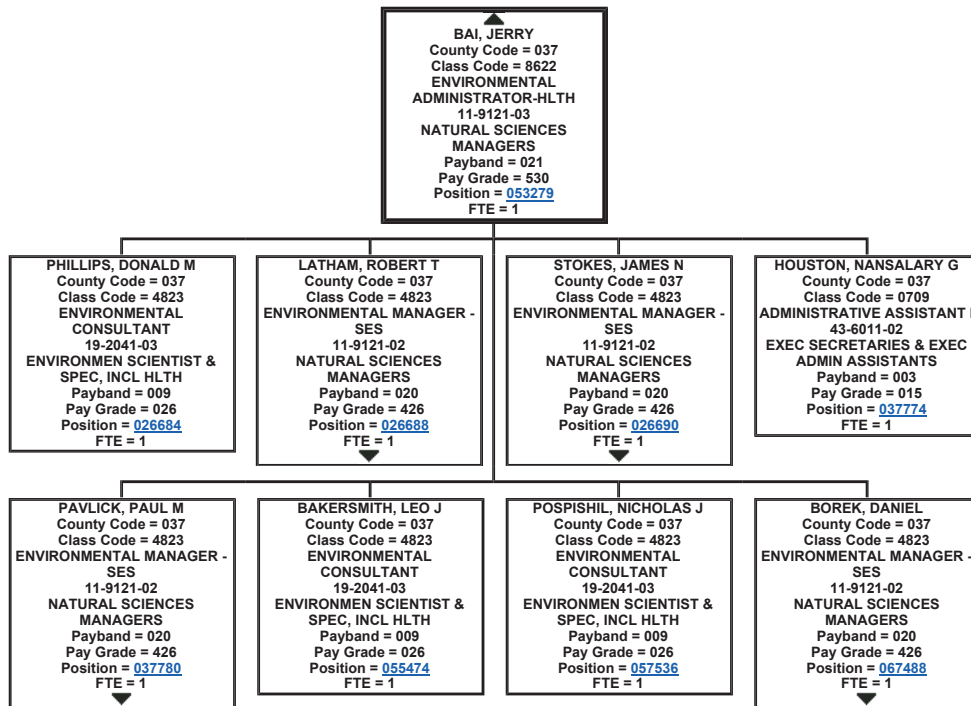 BAI, JERRY
County Code = 037
Class Code = 8622
ENVIRONMENTAL
ADMINISTRATOR-HLTH
11-9121-03
NATURAL SCIENCES
MANAGERS
Payband = 021
Pay Grade = 530
Position = 053279
FTE = 1
PHILLIPS, DONALD M
County Code = 037
Class Code = 4823
ENVIRONMENTAL
CONSULTANT
19-2041-03
ENVIRONMEN SCIENTIST &
SPEC, INCL HLTH
Payband = 009
Pay Grade = 026
Position = 026684
FTE = 1
LATHAM, ROBERT T
County Code = 037
Class Code = 4823
ENVIRONMENTAL MANAGER -
SES
11-9121-02
NATURAL SCIENCES
MANAGERS
Payband = 020
Pay Grade = 426
Position = 026688
FTE = 1
STOKES, JAMES N
County Code = 037
Class Code = 4823
ENVIRONMENTAL MANAGER -
SES
11-9121-02
NATURAL SCIENCES
MANAGERS
Payband = 020
Pay Grade = 426
Position = 026690
FTE = 1
HOUSTON, NANSALARY G
County Code = 037
Class Code = 0709
ADMINISTRATIVE ASSISTANT
43-6011-02
EXEC SECRETARIES & EXEC
ADMIN ASSISTANTS
Payband = 003
Pay Grade = 015
Position = 037774
FTE = 1
PAVLICK, PAUL M
County Code = 037
Class Code = 4823
ENVIRONMENTAL MANAGER -
SES
11-9121-02
NATURAL SCIENCES
MANAGERS
Payband = 020
Pay Grade = 426
Position = 037780
FTE = 1
BAKERSMITH, LEO J
County Code = 037
Class Code = 4823
ENVIRONMENTAL
CONSULTANT
19-2041-03
ENVIRONMEN SCIENTIST &
SPEC, INCL HLTH
Payband = 009
Pay Grade = 026
Position = 055474
FTE = 1
POSPISHIL, NICHOLAS J
County Code = 037
Class Code = 4823
ENVIRONMENTAL
CONSULTANT
19-2041-03
ENVIRONMEN SCIENTIST &
SPEC, INCL HLTH
Payband = 009
Pay Grade = 026
Position = 057536
FTE = 1
BOREK, DANIEL
County Code = 037
Class Code = 4823
ENVIRONMENTAL MANAGER -
SES
11-9121-02
NATURAL SCIENCES
MANAGERS
Payband = 020
Pay Grade = 426
Position = 067488
FTE = 1